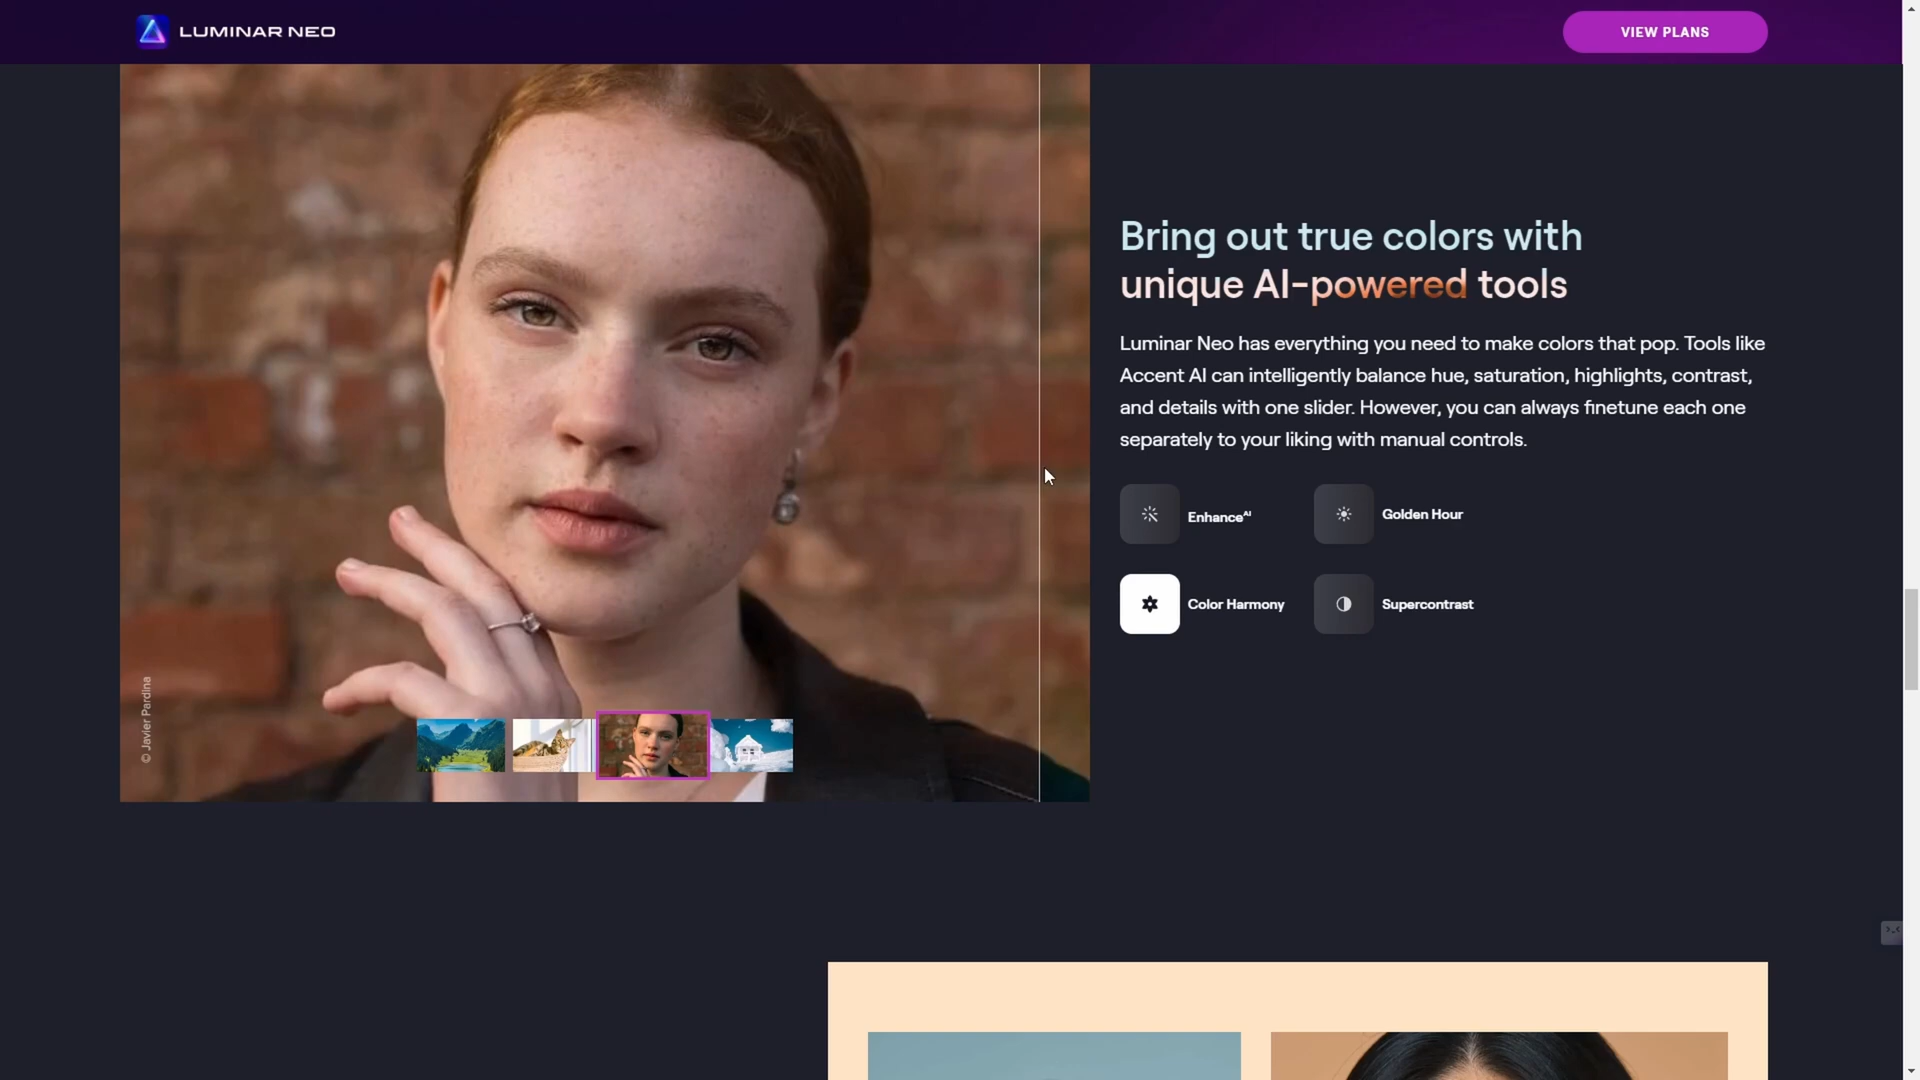 LUMINAR NEO
VIEW PLANS
Bring out true colors with
unique AI-powered tools
Luminar Neo has everything you need to make colors that pop. Tools like
Accent AI can intelligently balance hue, saturation, highlights, contrast,
and details with one slider. However, you can always finetune each one
separately to your liking with manual controls.
EnhanceAI
Golden Hour
Color Harmony
Supercontrast
© Javier Pardina